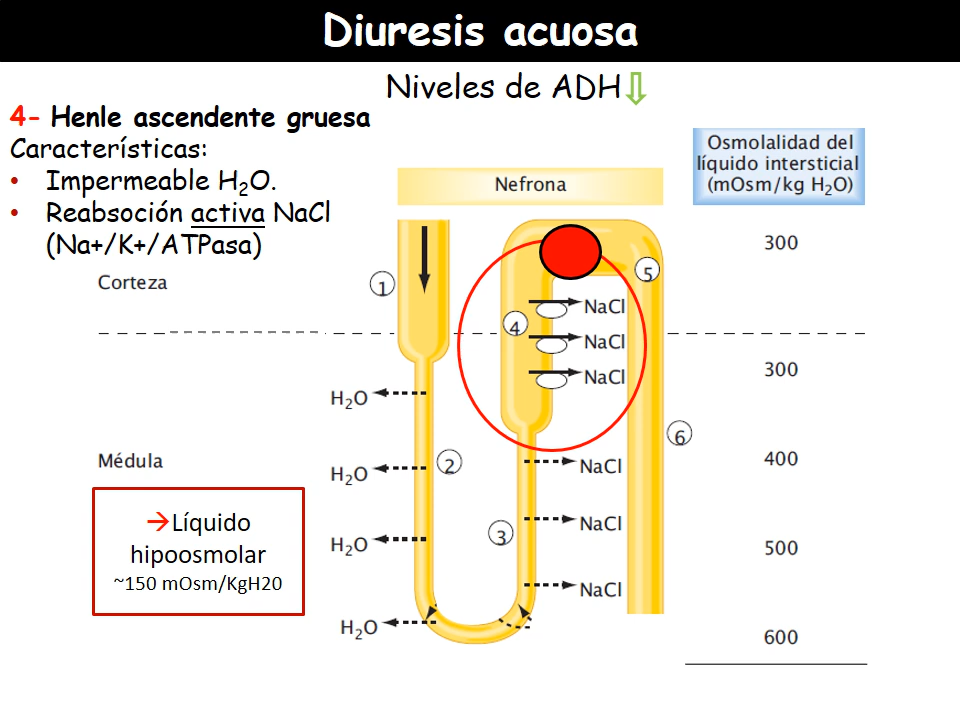 Diuresis acuosa
Niveles de ADH
4- Henle ascendente gruesa
Características:
• Impermeable H₂O.
• Reabsoción activa NaCl
(Na+/K+/ATPasa)
Osmolalidad del
líquido intersticial
(mOsm/kg H₂O)
Nefrona
300
Corteza
1
5
NaCl
4
NaCl
300
NaCl
H₂O
6
Médula
2
400
H₂O
NaCl
→Líquido
hipoosmolar
~150 mOsm/KgH20
3
NaCl
H₂O
500
NaCl
H₂O
600